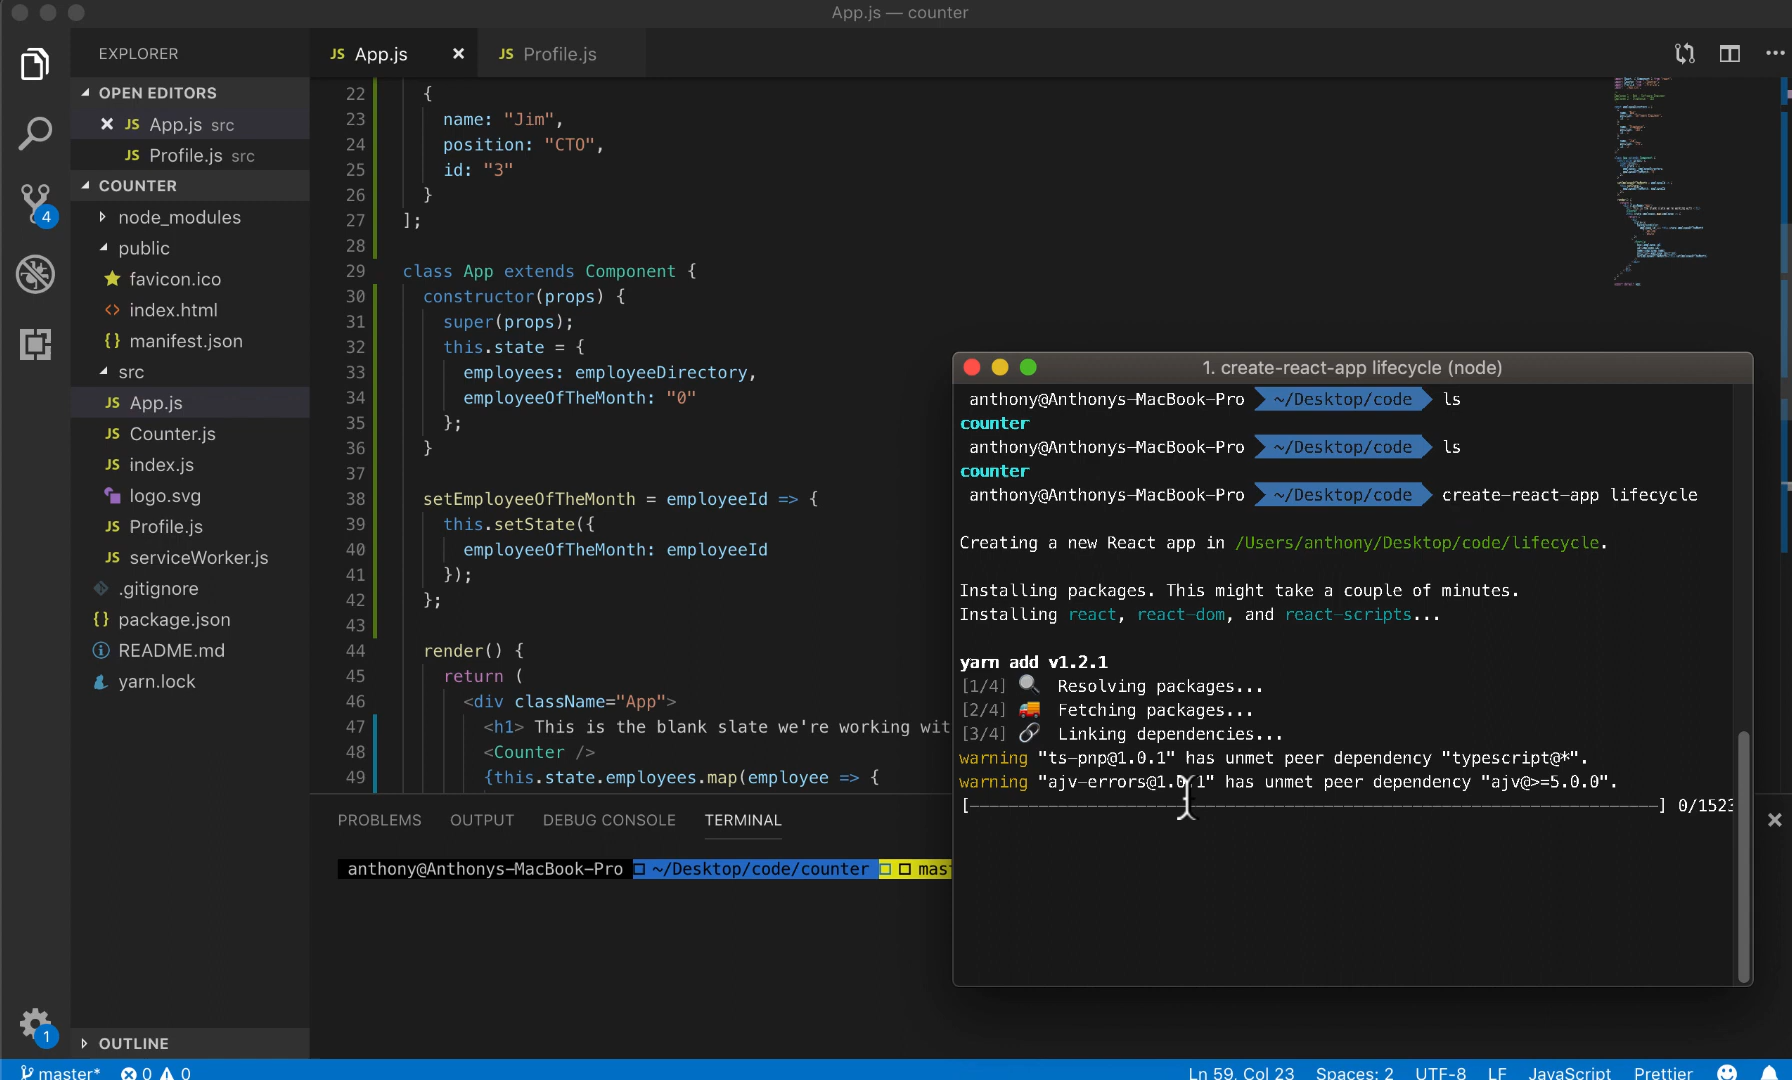 App.js — counter
EXPLORER
OPEN EDITORS
JS App.js src
JS Profile.js src
COUNTER
node_modules
public
favicon.ico
<> index.html
{} manifest.json
src
JS App.js
JS Counter.js
JS index.js
logo.svg
JS Profile.js
JS serviceWorker.js
.gitignore
{} package.json
README.md
yarn.lock
OUTLINE
4
1
JS App.js
JS Profile.js
22 {
23 name: "Jim",
24 position: "CTO",
25 id: "3"
26 }
27 ];
28
29 class App extends Component {
30 constructor(props) {
31 super(props);
32 this.state = {
33 employees: employeeDirectory,
34 employeeOfTheMonth: "0"
35 };
36 }
37
38 setEmployeeOfTheMonth = employeeId => {
39 this.setState({
40 employeeOfTheMonth: employeeId
41 });
42 };
43
44 render() {
45 return (
46 <div className="App">
47 <h1> This is the blank slate we're working wit
48 <Counter />
49 {this.state.employees.map(employee => {
PROBLEMS
OUTPUT
DEBUG CONSOLE
TERMINAL
anthony@Anthonys-MacBook-Pro ~/Desktop/code/counter mas
1. create-react-app lifecycle (node)
anthony@Anthonys-MacBook-Pro ~/Desktop/code ls
counter
anthony@Anthonys-MacBook-Pro ~/Desktop/code ls
counter
anthony@Anthonys-MacBook-Pro ~/Desktop/code create-react-app lifecycle
Creating a new React app in /Users/anthony/Desktop/code/lifecycle.
Installing packages. This might take a couple of minutes.
Installing react, react-dom, and react-scripts...
yarn add v1.2.1
[1/4] 🔍 Resolving packages...
[2/4] 🚚 Fetching packages...
[3/4] 🔗 Linking dependencies...
warning "ts-pnp@1.0.1" has unmet peer dependency "typescript@*".
warning "ajv-errors@1.0.1" has unmet peer dependency "ajv@>=5.0.0".
[----------------------------------------------------------------------] 0/1523
master* 0 0
Ln 59, Col 23 Spaces: 2 UTF-8 LF JavaScript Prettier